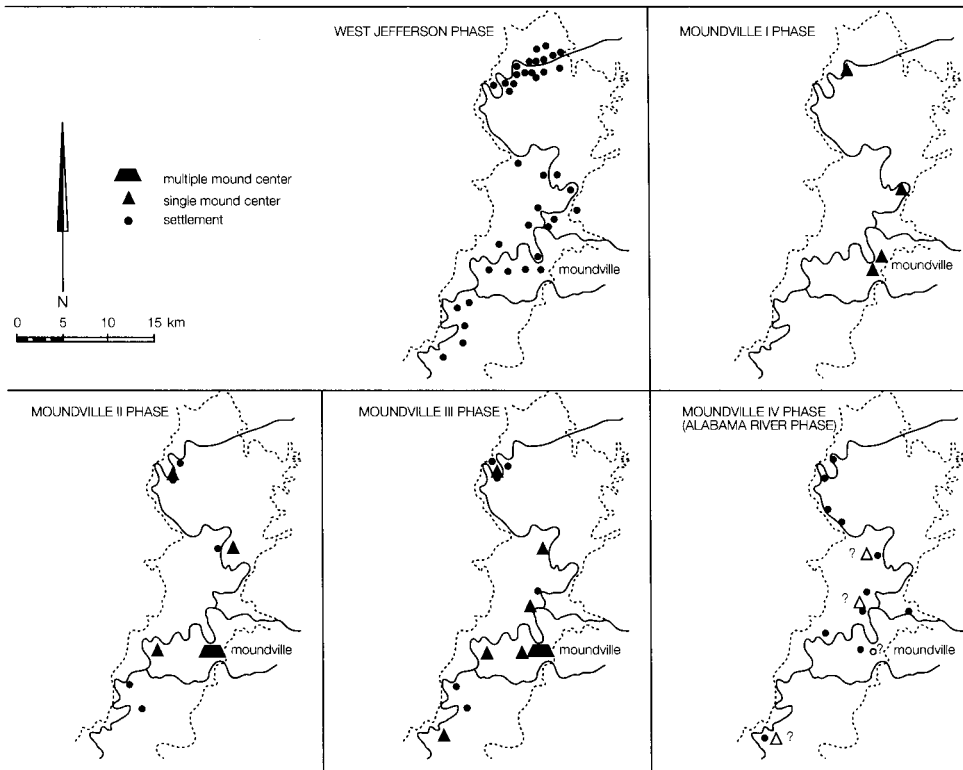 WEST JEFFERSON PHASE
MOUNDVILLE I PHASE
multiple mound center
single mound center
settlement
N
0 5 10 15 km
moundville
moundville
MOUNDVILLE II PHASE
MOUNDVILLE III PHASE
MOUNDVILLE IV PHASE
(ALABAMA RIVER PHASE)
?
?
moundville
moundville
? moundville
?